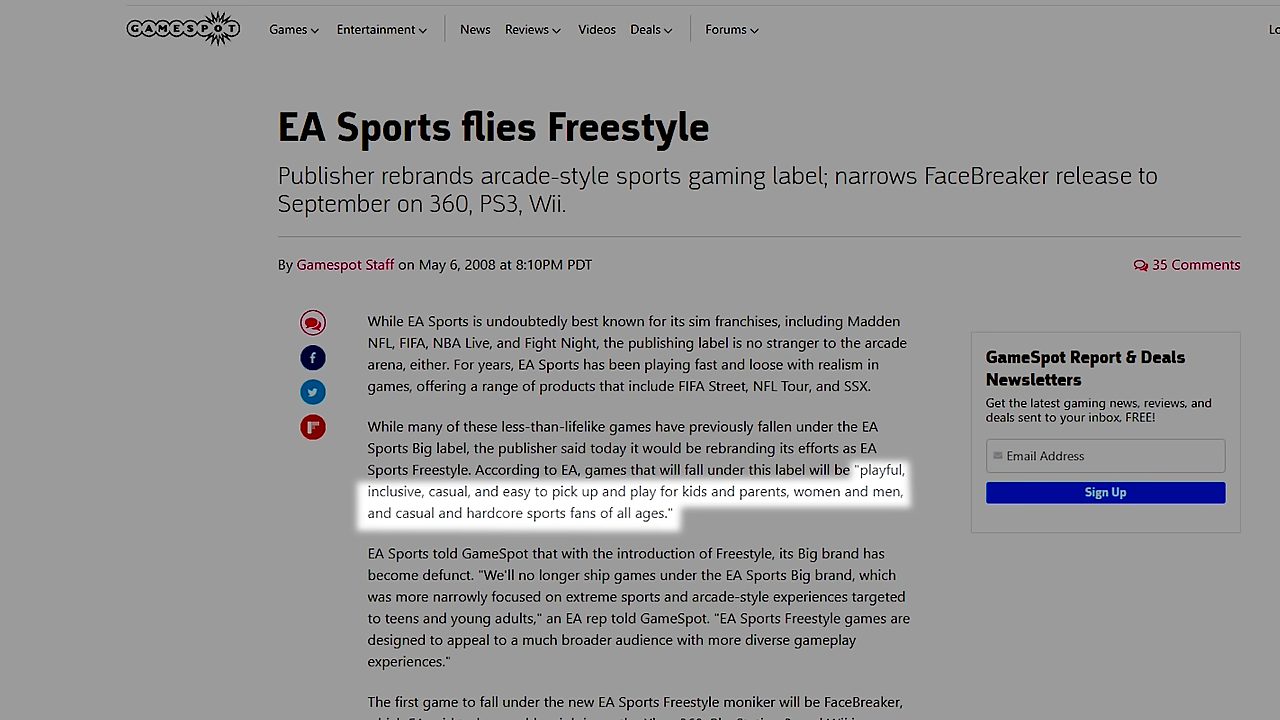 GAMESPOT
Games Entertainment News Reviews Videos Deals Forums Lo
EA Sports flies Freestyle
Publisher rebrands arcade-style sports gaming label; narrows FaceBreaker release to
September on 360, PS3, Wii.
By Gamespot Staff on May 6, 2008 at 8:10PM PDT
35 Comments
While EA Sports is undoubtedly best known for its sim franchises, including Madden
NFL, FIFA, NBA Live, and Fight Night, the publishing label is no stranger to the arcade
arena, either. For years, EA Sports has been playing fast and loose with realism in
games, offering a range of products that include FIFA Street, NFL Tour, and SSX.
While many of these less-than-lifelike games have previously fallen under the EA
Sports Big label, the publisher said today it would be rebranding its efforts as EA
Sports Freestyle. According to EA, games that will fall under this label will be "playful,
inclusive, casual, and easy to pick up and play for kids and parents, women and men,
and casual and hardcore sports fans of all ages."
EA Sports told GameSpot that with the introduction of Freestyle, its Big brand has
become defunct. "We'll no longer ship games under the EA Sports Big brand, which
was more narrowly focused on extreme sports and arcade-style experiences targeted
to teens and young adults," an EA rep told GameSpot. "EA Sports Freestyle games are
designed to appeal to a much broader audience with more diverse gameplay
experiences."
The first game to fall under the new EA Sports Freestyle moniker will be FaceBreaker,
GameSpot Report & Deals
Newsletters
Get the latest gaming news, reviews, and
deals sent to your inbox, FREE!
Email Address
Sign Up